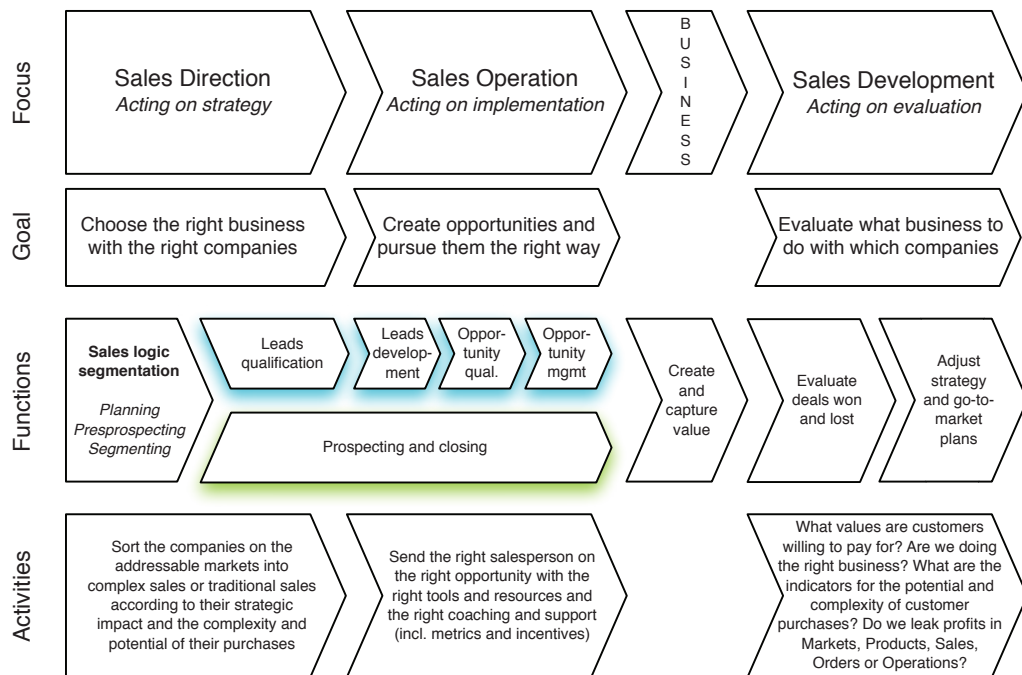 Focus
Sales Direction
Acting on strategy
Sales Operation
Acting on implementation
B
U
S
I
N
E
S
S
Sales Development
Acting on evaluation
Goal
Choose the right business
with the right companies
Create opportunities and
pursue them the right way
Evaluate what business to
do with which companies
Functions
Sales logic
segmentation
Planning
Presprospecting
Segmenting
Leads
qualification
Leads
develop-
ment
Oppor-
tunity
qual.
Oppor-
tunity
mgmt
Prospecting and closing
Create
and
capture
value
Evaluate
deals won
and lost
Adjust
strategy
and go-to-
market
plans
Activities
Sort the companies on the
addressable markets into
complex sales or traditional sales
according to their strategic
impact and the complexity and
potential of their purchases
Send the right salesperson on
the right opportunity with the
right tools and resources and
the right coaching and support
(incl. metrics and incentives)
What values are customers
willing to pay for? Are we doing
the right business? What are the
indicators for the potential and
complexity of customer
purchases? Do we leak profits in
Markets, Products, Sales,
Orders or Operations?